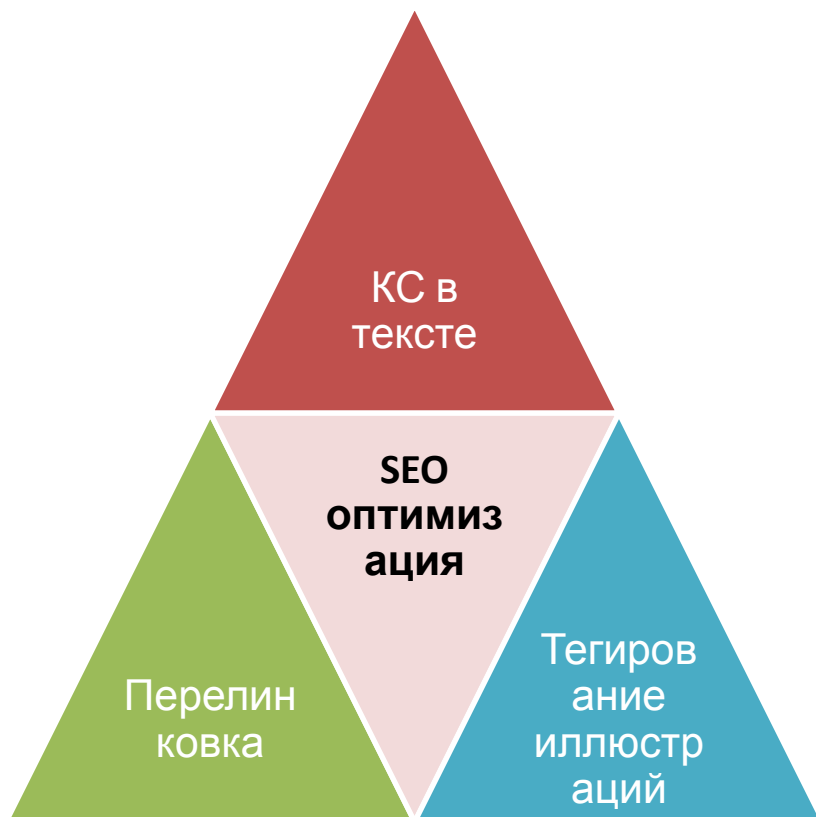 КС в
тексте
SEO
оптимиз
ация
Перелин
ковка
Тегиров
ание
иллюстр
аций